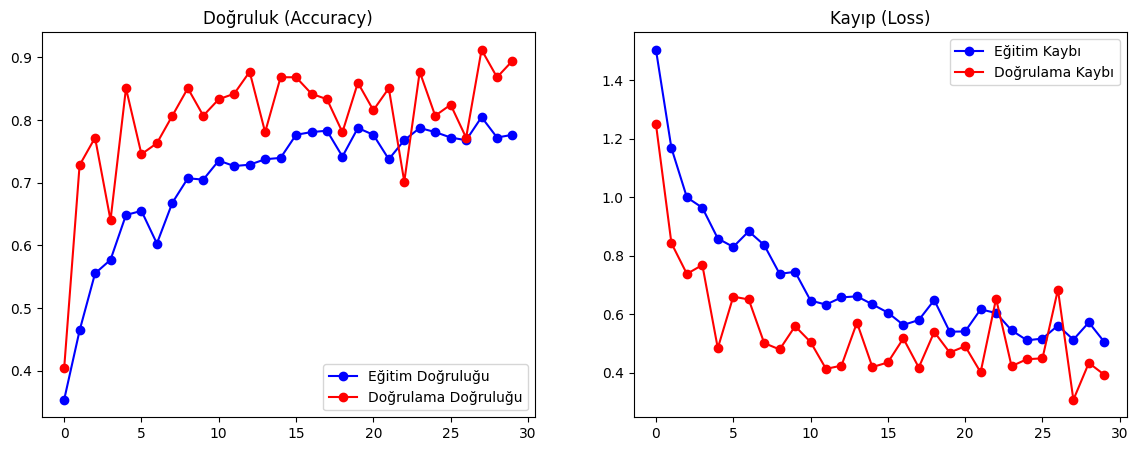 Doğruluk (Accuracy)
0.9
0.8
0.7
0.6
0.5
0.4
0 5 10 15 20 25 30
Eğitim Doğruluğu
Doğrulama Doğruluğu
Kayıp (Loss)
1.4
1.2
1.0
0.8
0.6
0.4
0 5 10 15 20 25 30
Eğitim Kaybı
Doğrulama Kaybı